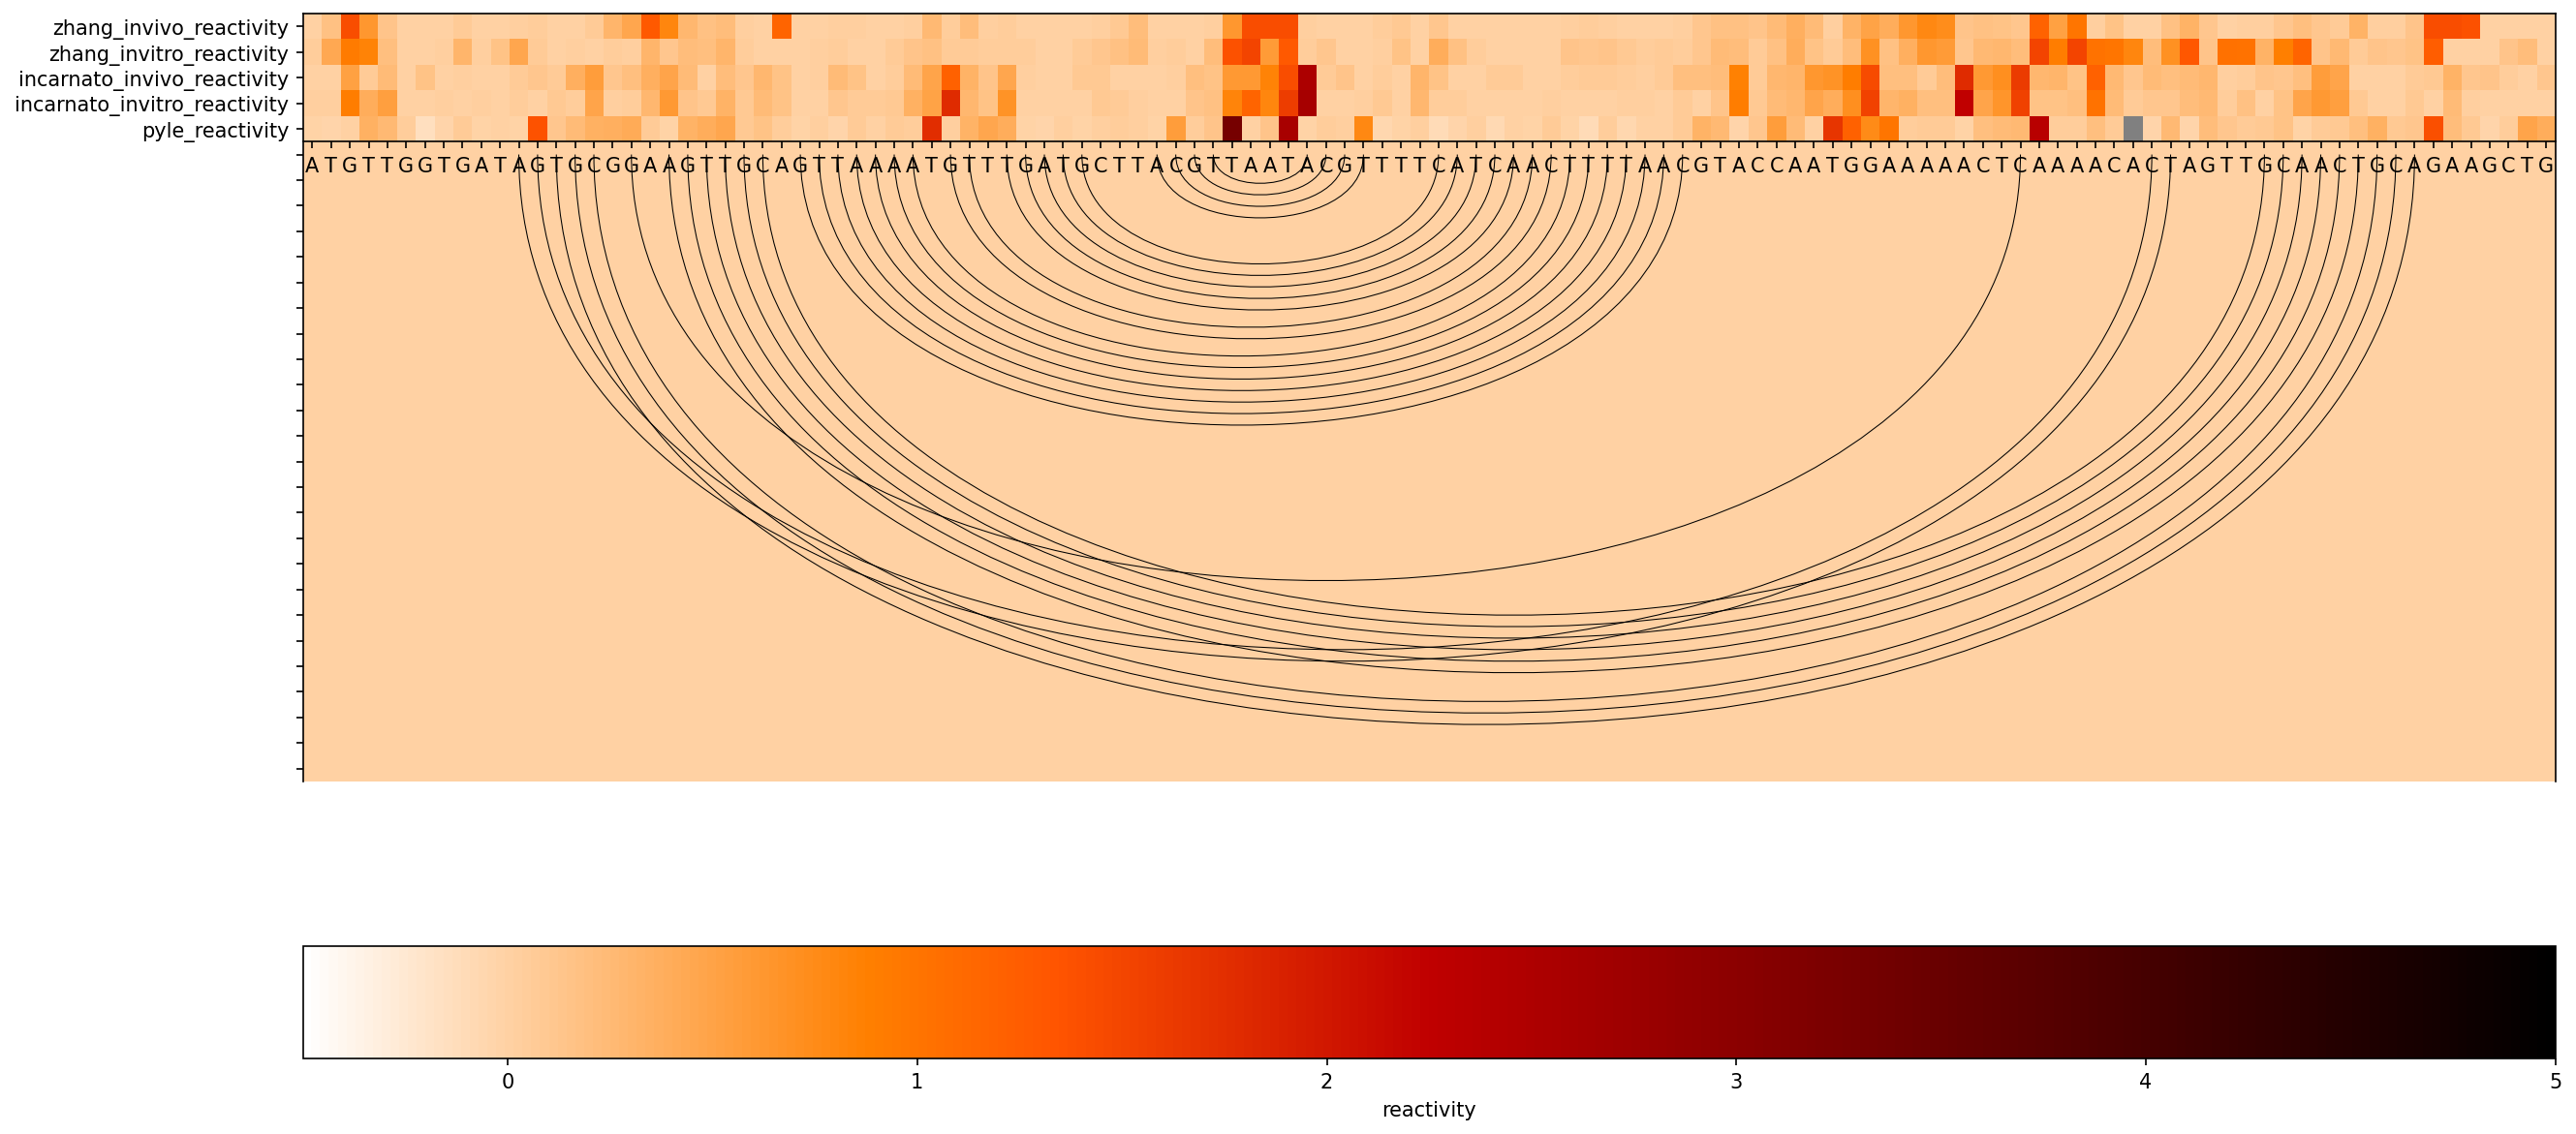 zhang_invivo_reactivity
zhang_invitro_reactivity
incarnato_invivo_reactivity
incarnato_invitro_reactivity
pyle_reactivity
ATGTTGGTGATAGTGCGGAAGTTGCAGTTAAAATGTTTGATGCTTACGTTAATACGTTTTCATCAACTTTTAACGTACCAATGGAAAAACTCAAAACACTAGTTGCAACTGCAGAAGCTG
0 1 2 3 4 5
reactivity